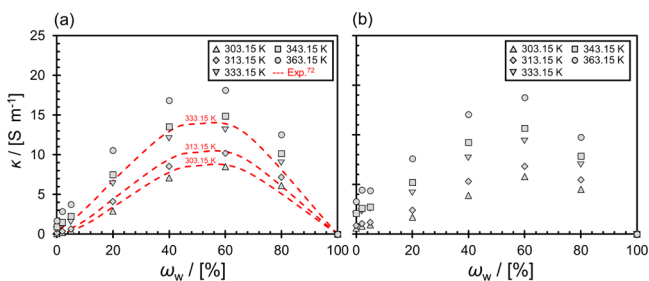 (a)
(b)
303.15 K 343.15 K
313.15 K 363.15 K
333.15 K Exp.72
303.15 K 343.15 K
313.15 K 363.15 K
333.15 K
κ / [S m-1]
25
20
15
10
5
0
333.15 K
313.15 K
303.15 K
0 20 40 60 80 100
0 20 40 60 80 100
ωw / [%]
ωw / [%]